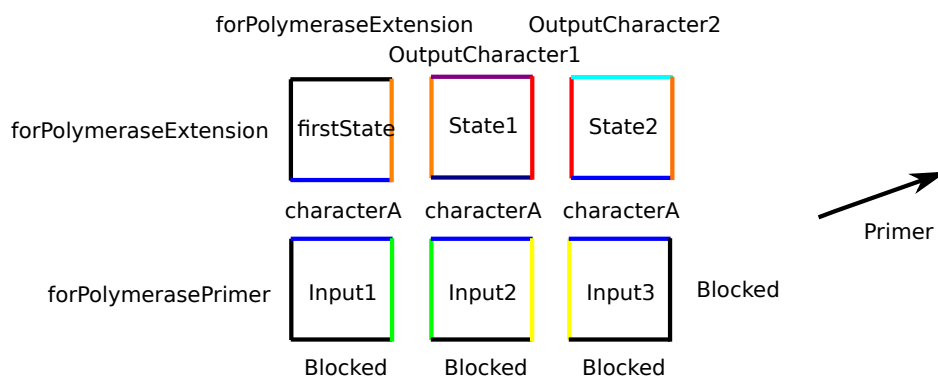 forPolymeraseExtension
OutputCharacter2
OutputCharacter1
forPolymeraseExtension
firstState
State1
State2
characterA
characterA
characterA
Primer
forPolymerasePrimer
Input1
Input2
Input3
Blocked
Blocked
Blocked
Blocked